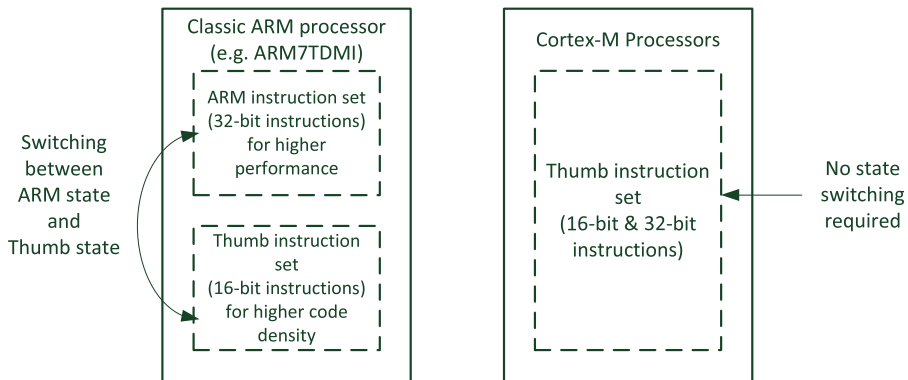 Classic ARM processor
(e.g. ARM7TDMI)
ARM instruction set
(32-bit instructions)
for higher
performance
Switching
between
ARM state
and
Thumb state
Thumb instruction
set
(16-bit instructions)
for higher code
density
Cortex-M Processors
Thumb instruction
set
(16-bit & 32-bit
instructions)
No state
switching
required